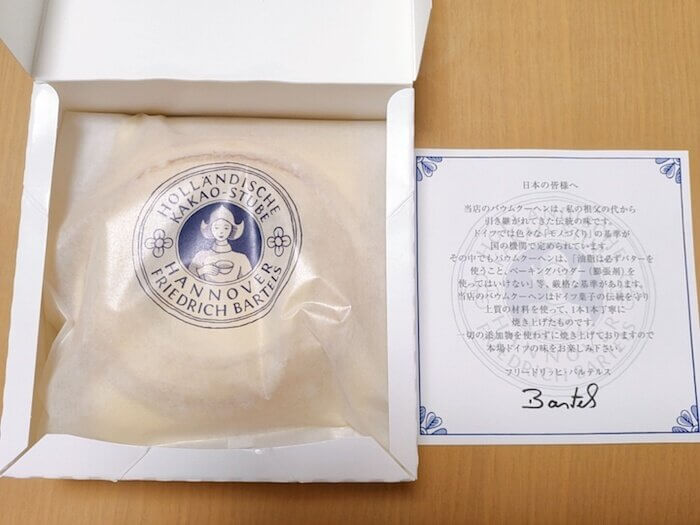 HOLLÄNDISCHE
KAKAO-STUBE
HANNOVER
FRIEDRICH BARTELS
日本の皆様へ
当店のバウムクーヘンは、私の祖父の代から
引き継がれてきた伝統の味です。
ドイツでは色々な「モノづくり」の基準が
国の機関で定められています。
その中でもバウムクーヘンは、「油脂は必ずバターを
使うこと、ベーキングパウダー(膨張剤)を
使ってはいけない」等、厳格な基準があります。
当店のバウムクーヘンはドイツ菓子の伝統を守り
上質の材料を使って、1本1本丁寧に
焼き上げたものです。
一切の添加物を使わずに焼き上げておりますので
本場ドイツの味をお楽しみ下さい。
フリードリッヒ・バルテルス
Bartels